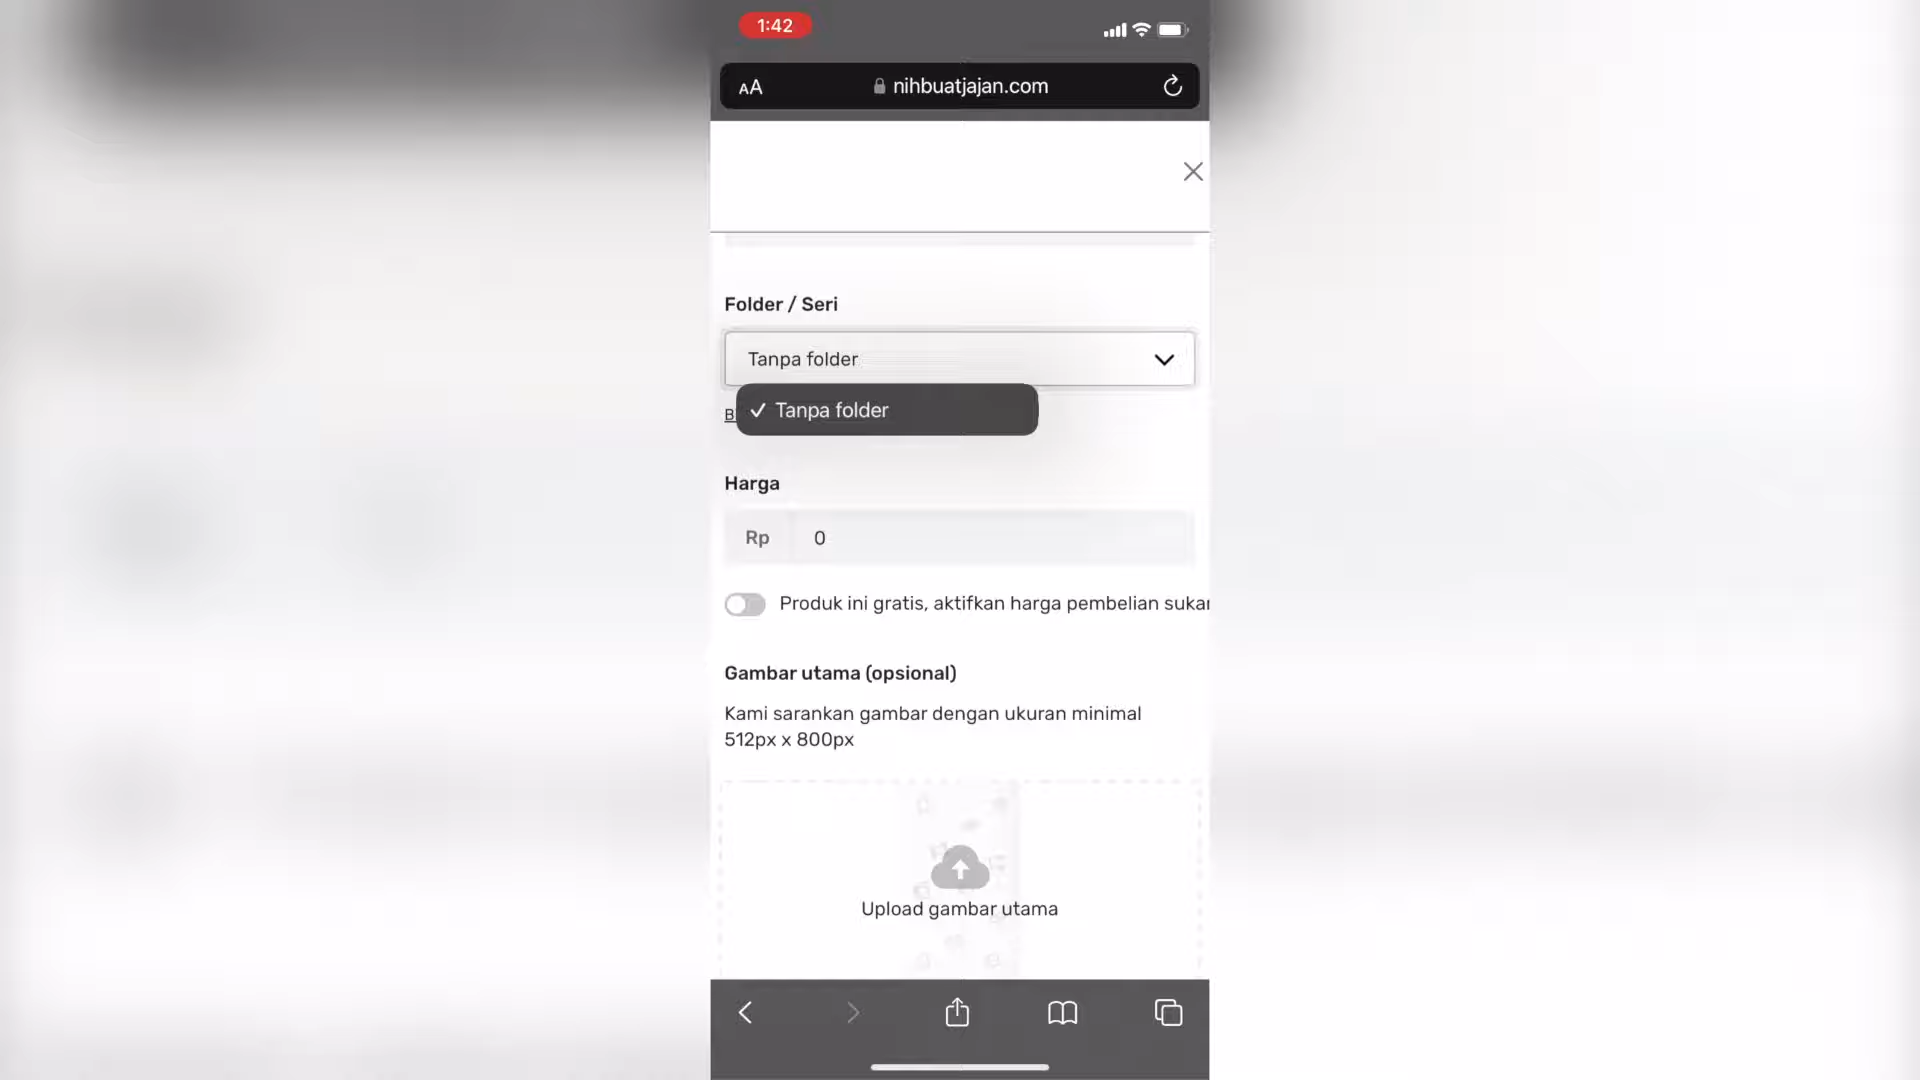 1:42
AA
nihbuatjajan.com
Folder / Seri
Tanpa folder
✓ Tanpa folder
Harga
Rp 0
Produk ini gratis, aktifkan harga pembelian
Gambar utama (opsional)
Kami sarankan gambar dengan ukuran minimal
512px x 800px
Upload gambar utama